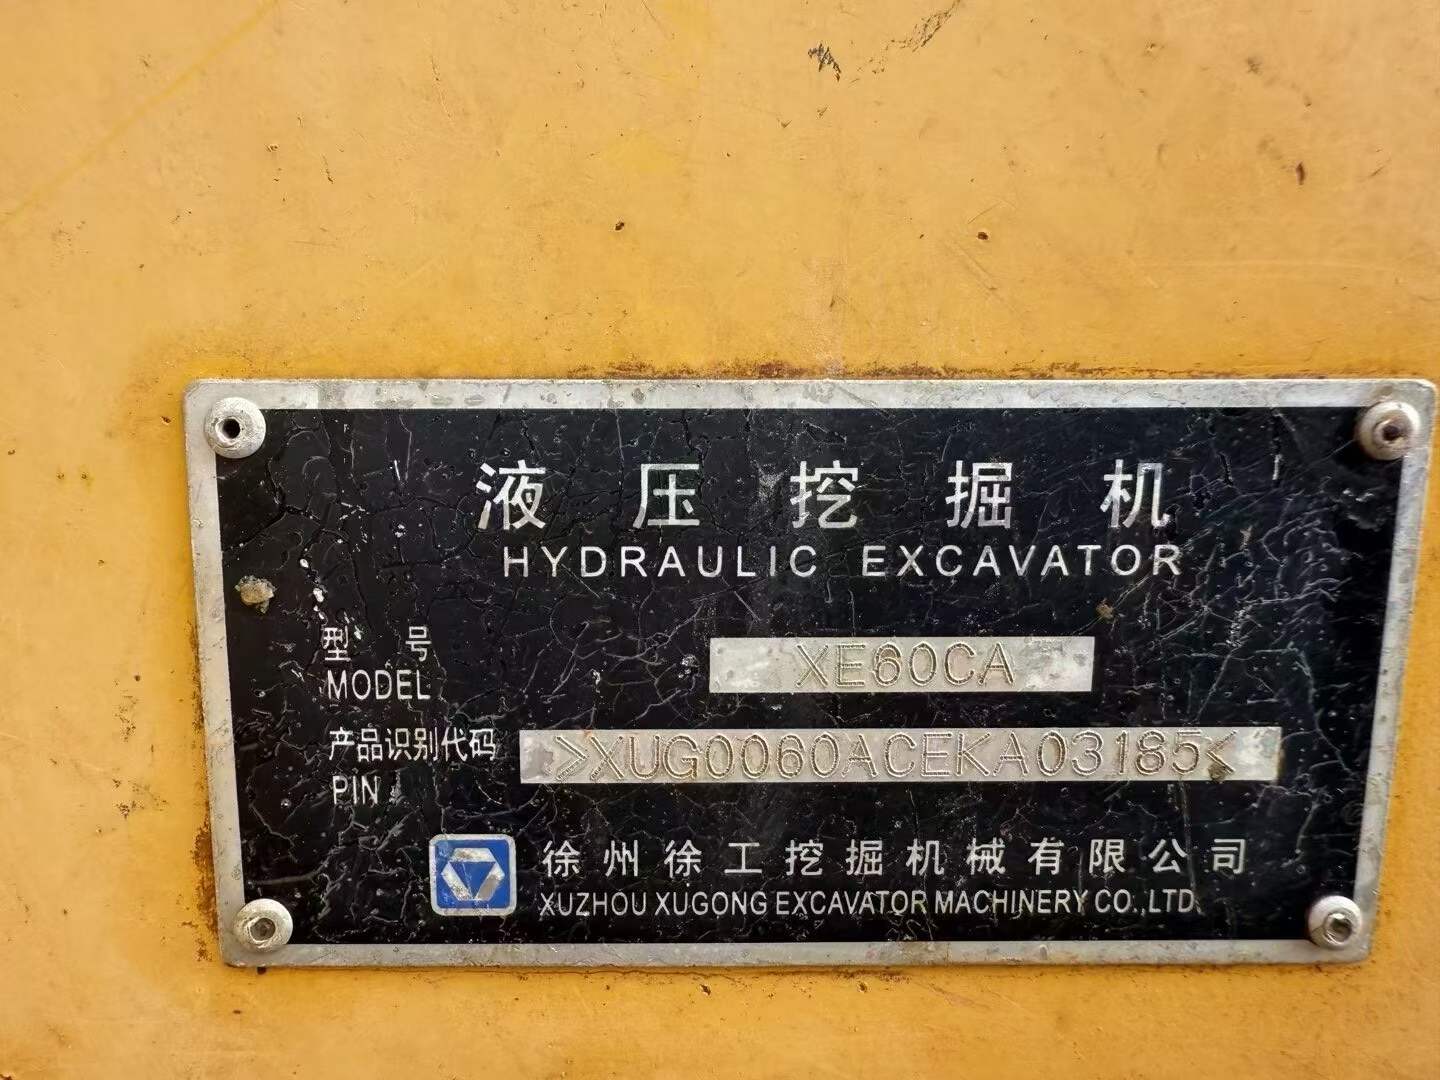 液压挖掘机
HYDRAULIC EXCAVATOR
型号 XE60CA
MODEL
产品识别代码 >XUG0060ACEKA03185<
PIN
徐州徐工挖掘机械有限公司
XUZHOU XUGONG EXCAVATOR MACHINERY CO.,LTD.